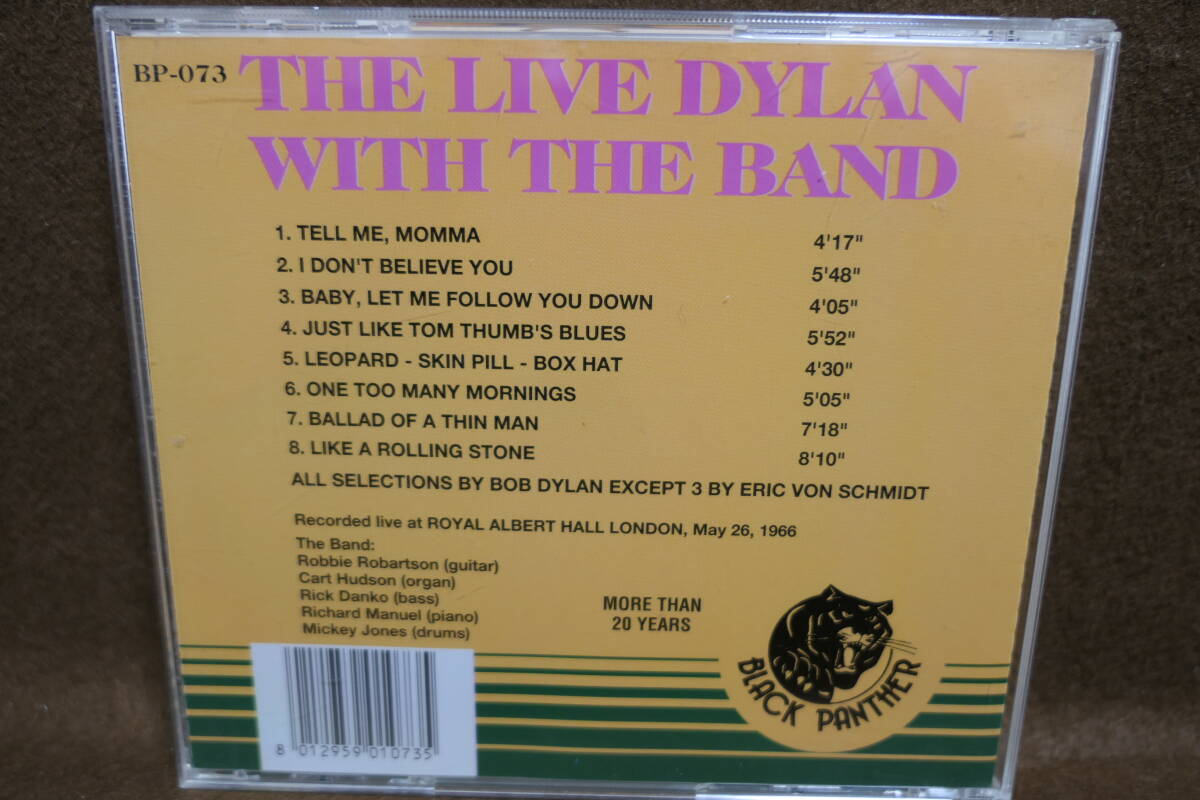 BP-073
THE LIVE DYLAN
WITH THE BAND
1. TELL ME, MOMMA 4'17"
2. I DON'T BELIEVE YOU 5'48"
3. BABY, LET ME FOLLOW YOU DOWN 4'05"
4. JUST LIKE TOM THUMB'S BLUES 5'52"
5. LEOPARD - SKIN PILL - BOX HAT 4'30"
6. ONE TOO MANY MORNINGS 5'05"
7. BALLAD OF A THIN MAN 7'18"
8. LIKE A ROLLING STONE 8'10"
ALL SELECTIONS BY BOB DYLAN EXCEPT 3 BY ERIC VON SCHMIDT
Recorded live at ROYAL ALBERT HALL LONDON, May 26, 1966
The Band:
Robbie Robartson (guitar)
Cart Hudson (organ)
Rick Danko (bass)
Richard Manuel (piano)
Mickey Jones (drums)
MORE THAN
20 YEARS
BLACK PANTHER
8 012959 010735